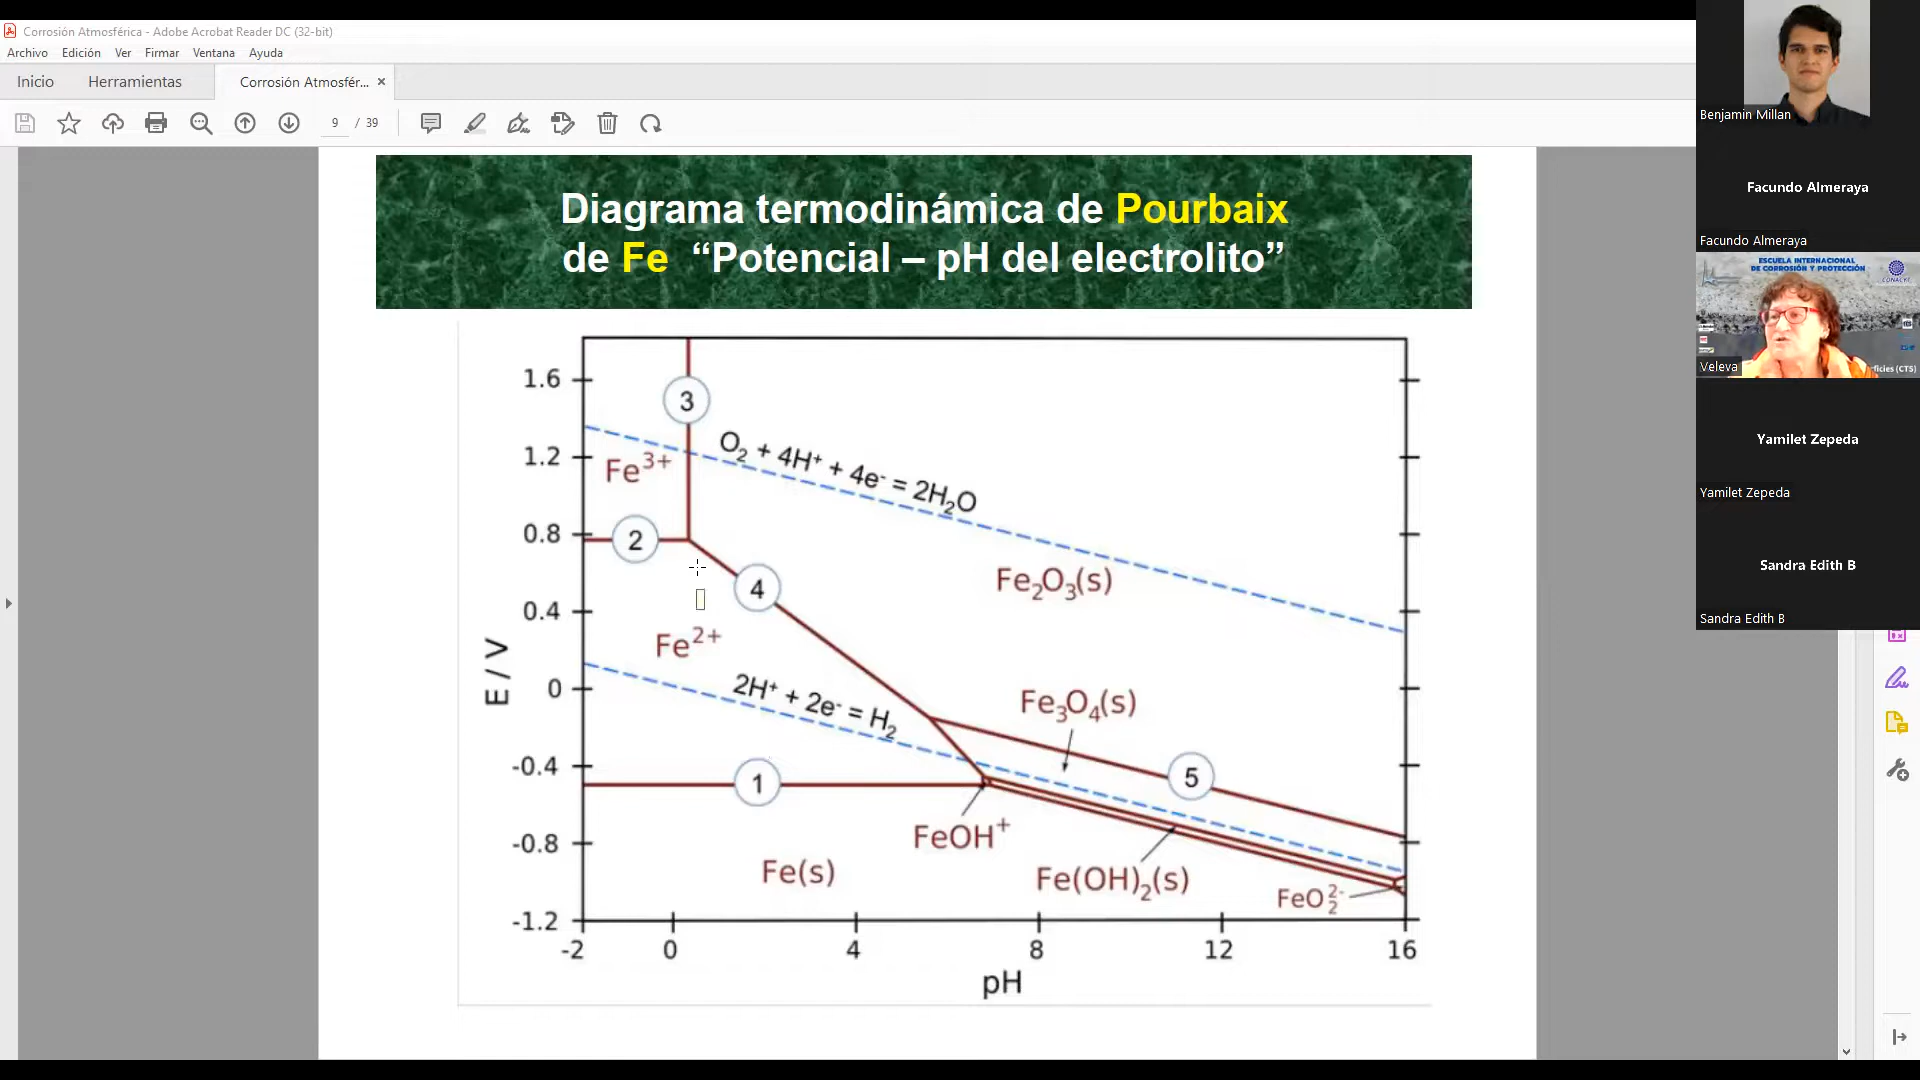 Corrosión Atmosférica - Adobe Acrobat Reader DC (32-bit)
Archivo Edición Ver Firmar Ventana Ayuda
Inicio Herramientas Corrosión Atmosfér... ×
9 / 39
Diagrama termodinámica de Pourbaix
de Fe “Potencial – pH del electrolito”
1.6
1.2
0.8
0.4
0
-0.4
-0.8
-1.2
E / V
3
O₂ + 4H⁺ + 4e⁻ = 2H₂O
Fe³⁺
2
4
Fe₂O₃(s)
Fe²⁺
2H⁺ + 2e⁻ = H₂
Fe₃O₄(s)
1
5
FeOH⁺
Fe(s)
Fe(OH)₂(s)
FeO₂²⁻
-2 0 4 8 12 16
pH
Benjamin Millan
Facundo Almeraya
Facundo Almeraya
ESCUELA INTERNACIONAL
DE CORROSIÓN Y PROTECCIÓN
CONACYT
Veleva
ficies (CTS)
Yamilet Zepeda
Yamilet Zepeda
Sandra Edith B
Sandra Edith B